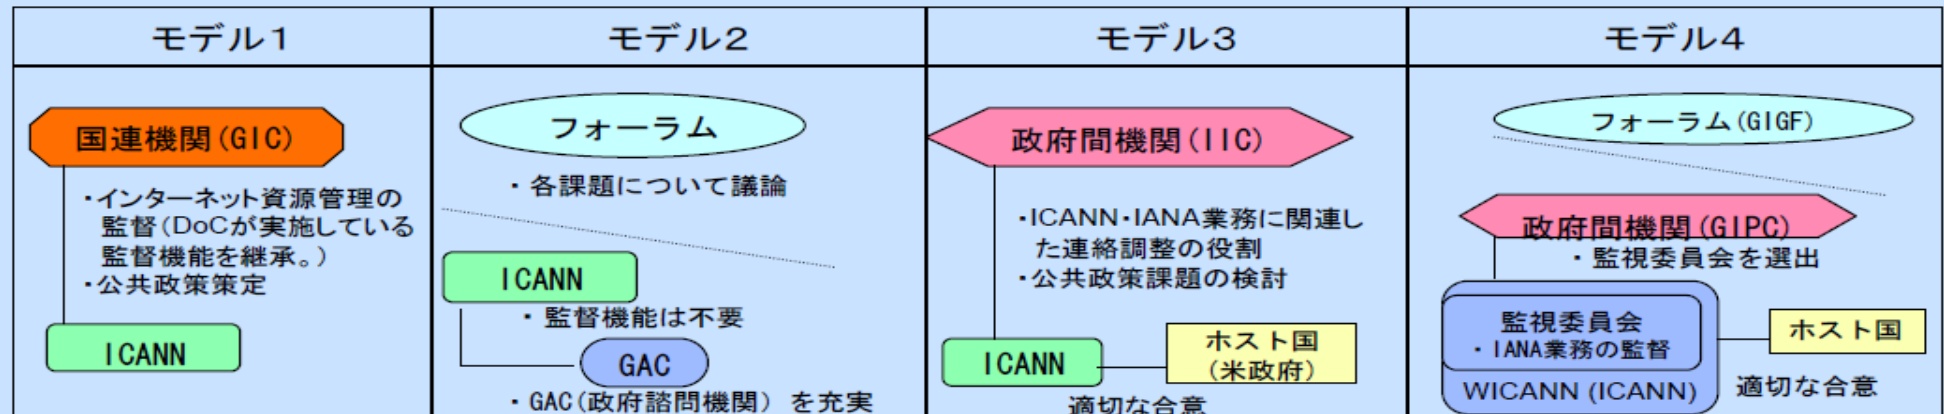 モデル1
国連機関(GIC)
・インターネット資源管理の
監督(DoCが実施している
監督機能を継承。)
・公共政策策定
ICANN
モデル2
フォーラム
・各課題について議論
ICANN
・監督機能は不要
GAC
・GAC(政府諮問機関) を充実
モデル3
政府間機関(IIC)
・ICANN・IANA業務に関連し
た連絡調整の役割
・公共政策課題の検討
ICANN
ホスト国
(米政府)
適切な合意
モデル4
フォーラム(GIGF)
政府間機関(GIPC)
・監視委員会を選出
監視委員会
・IANA業務の監督
WICANN (ICANN)
ホスト国
適切な合意